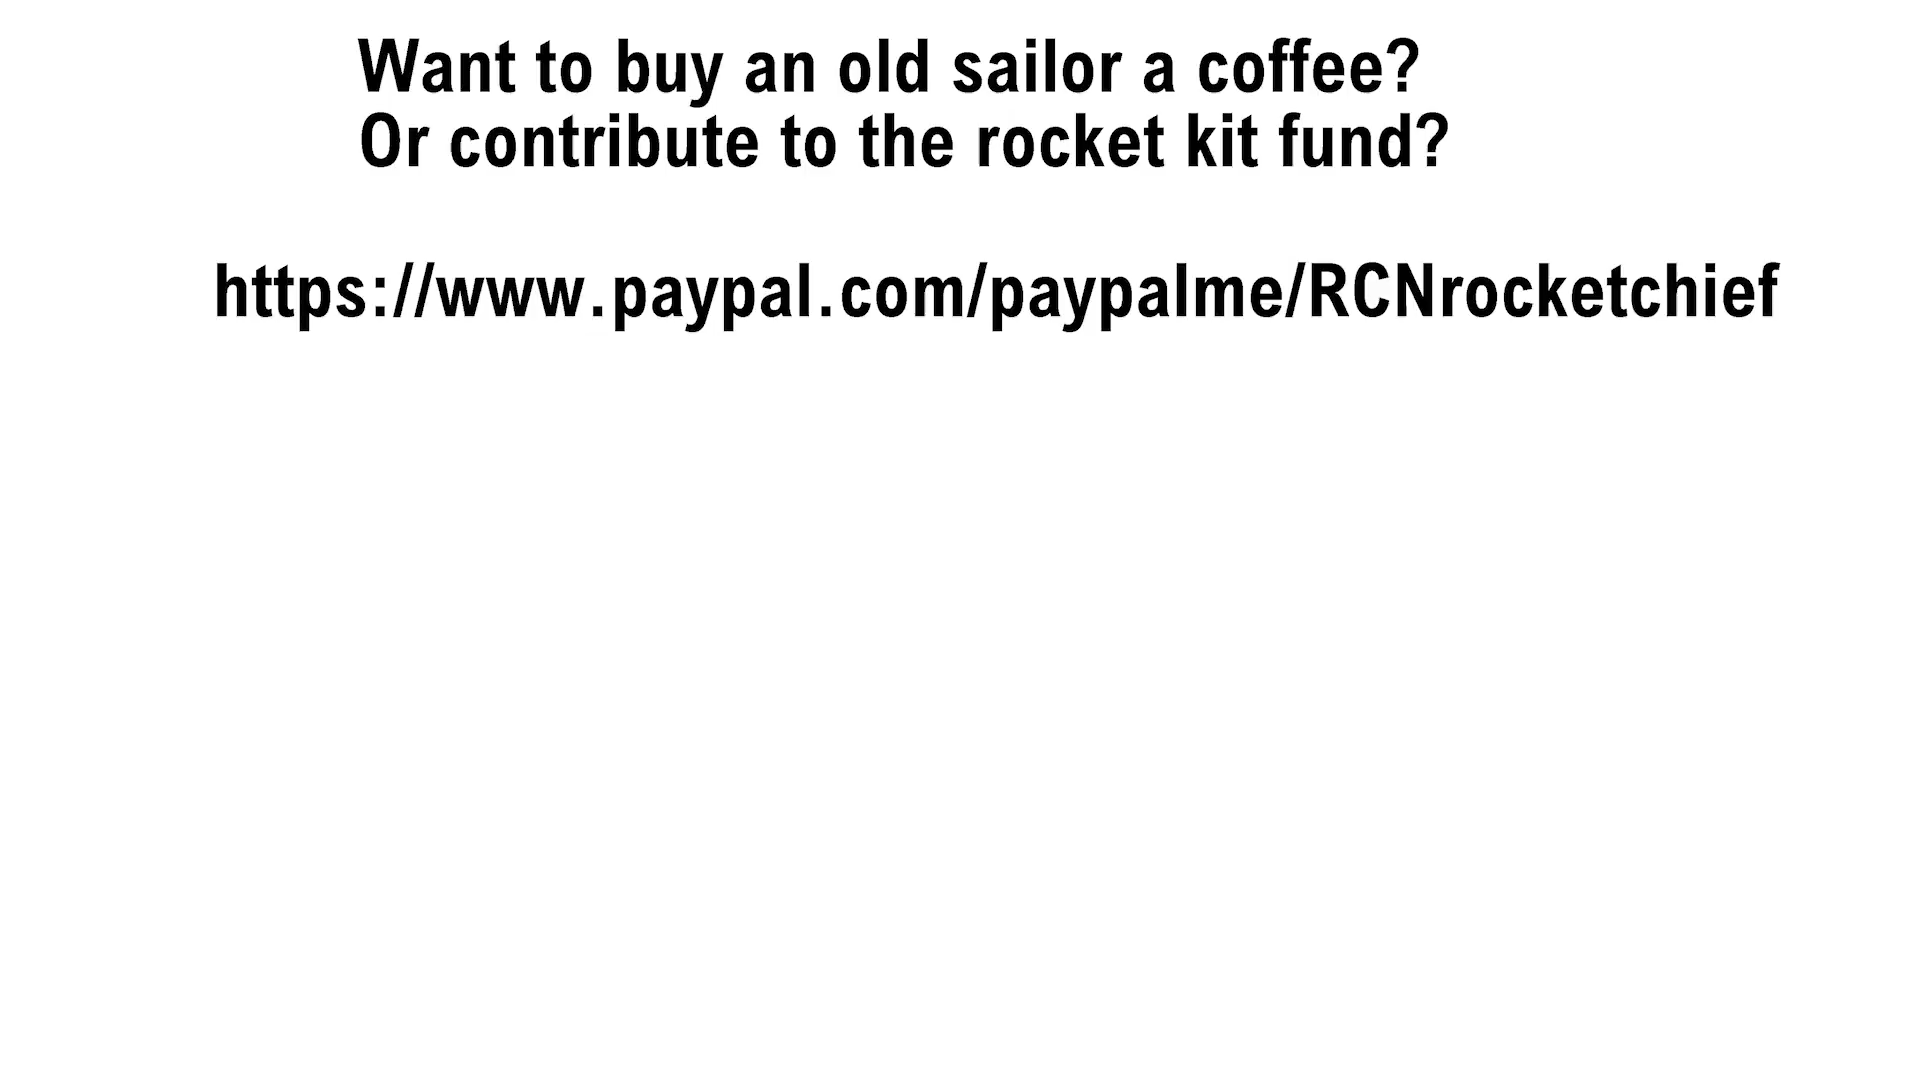 Want to buy an old sailor a coffee?
Or contribute to the rocket kit fund?
https://www.paypal.com/paypalme/RCNrocketchief